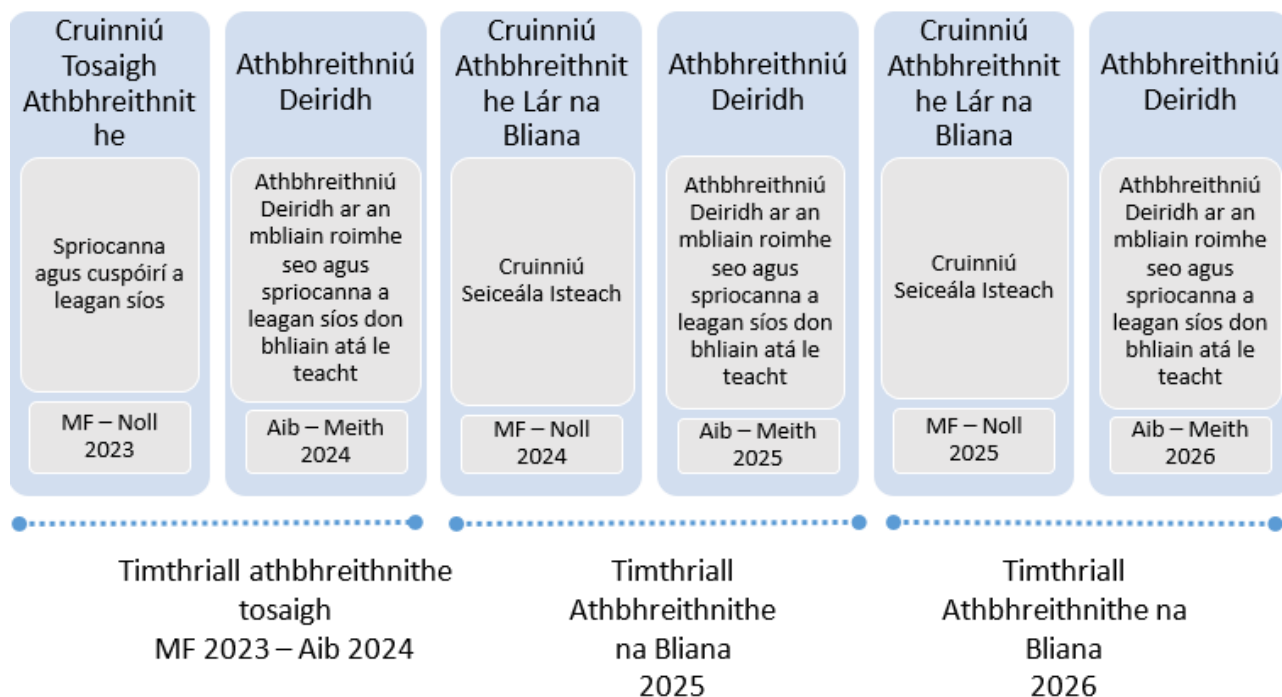 Cruinniú
Tosaigh
Athbhreithnit
he
Spriocanna
agus cuspóirí a
leagan síos
MF – Noll
2023
Athbhreithniú
Deiridh
Athbhreithniú
Deiridh ar an
mbliain roimhe
seo agus
spriocanna a
leagan síos don
bhliain atá le
teacht
Aib – Meith
2024
Cruinniú
Athbhreithnit
he Lár na
Bliana
Cruinniú
Seiceála Isteach
MF – Noll
2024
Athbhreithniú
Deiridh
Athbhreithniú
Deiridh ar an
mbliain roimhe
seo agus
spriocanna a
leagan síos don
bhliain atá le
teacht
Aib – Meith
2025
Cruinniú
Athbhreithnit
he Lár na
Bliana
Cruinniú
Seiceála Isteach
MF – Noll
2025
Athbhreithniú
Deiridh
Athbhreithniú
Deiridh ar an
mbliain roimhe
seo agus
spriocanna a
leagan síos don
bhliain atá le
teacht
Aib – Meith
2026
Timthriall athbhreithnithe
tosaigh
MF 2023 – Aib 2024
Timthriall
Athbhreithnithe
na Bliana
2025
Timthriall
Athbhreithnithe na
Bliana
2026